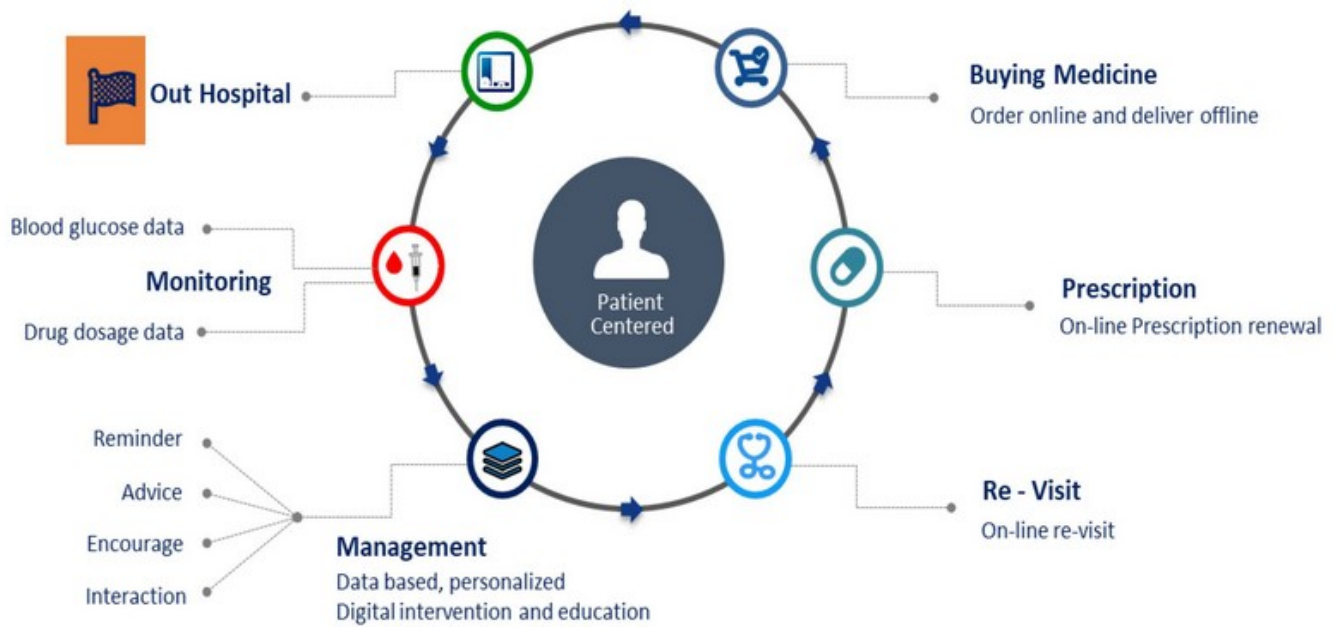 Out Hospital
Buying Medicine
Order online and deliver offline
Blood glucose data
Monitoring
Drug dosage data
Patient
Centered
Prescription
On-line Prescription renewal
Reminder
Advice
Encourage
Interaction
Management
Data based, personalized
Digital intervention and education
Re - Visit
On-line re-visit